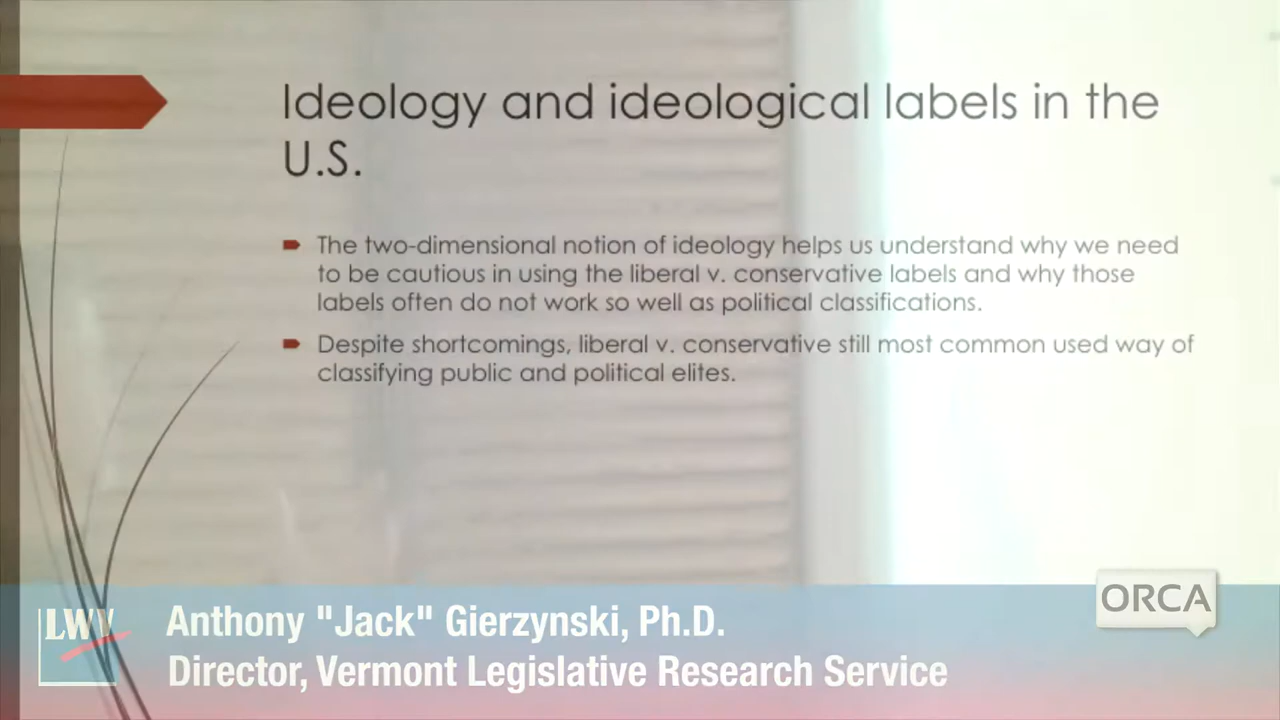 Ideology and ideological labels in the
U.S.
The two-dimensional notion of ideology helps us understand why we need
to be cautious in using the liberal v. conservative labels and why those
labels often do not work so well as political classifications.
Despite shortcomings, liberal v. conservative still most common used way of
classifying public and political elites.
ORCA
LWV
Anthony "Jack" Gierzynski, Ph.D.
Director, Vermont Legislative Research Service